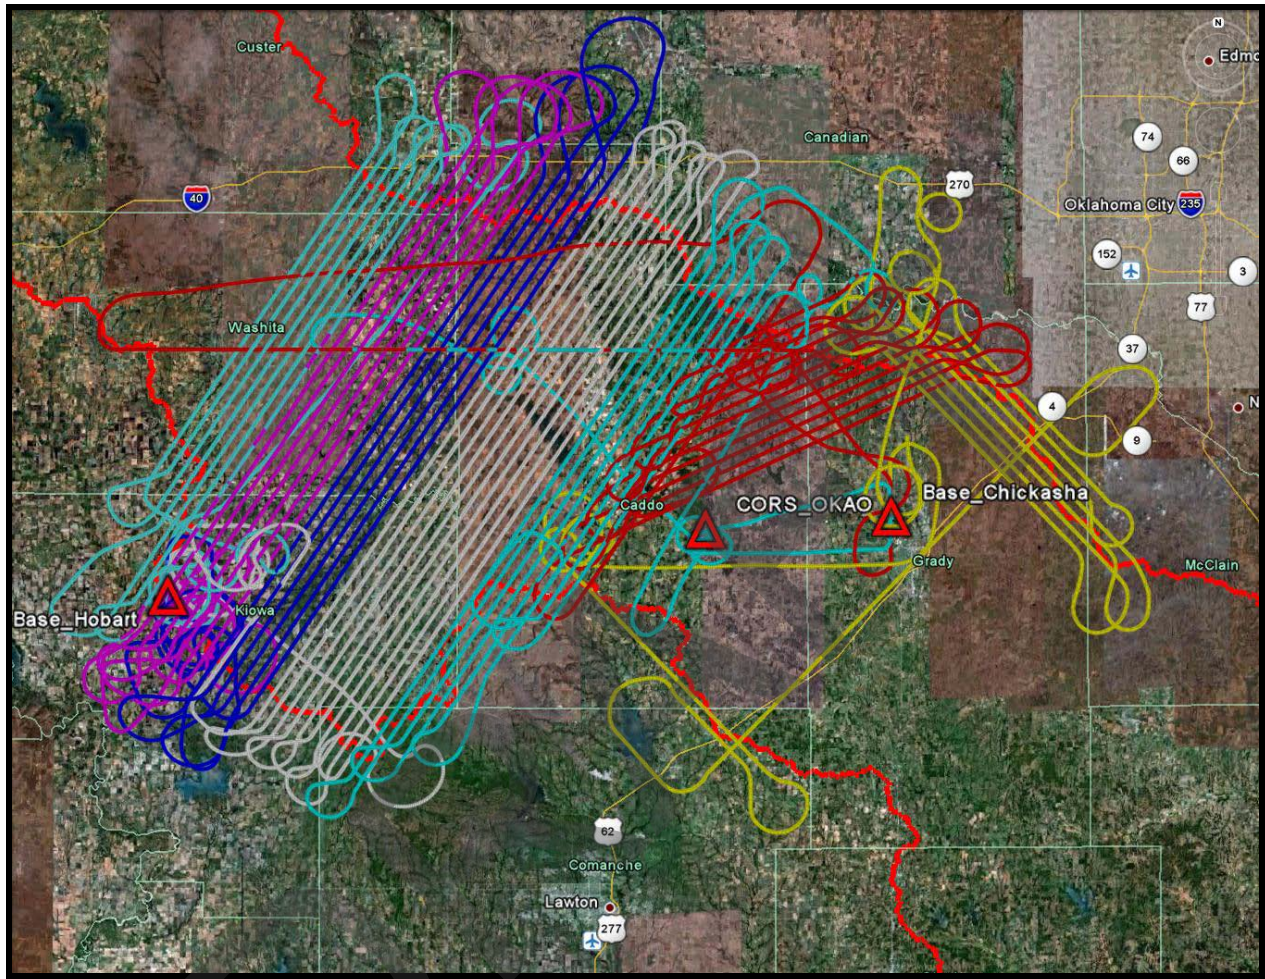 N
Custer
Edmo
74
Canadian
66
270
40
Oklahoma City
235
152
3
77
Washita
37
4
N
9
Base_Chickasha
CORS_OKAO
Caddo
Grady
McClain
Kiowa
Base_Hobart
62
Comanche
Lawton
277